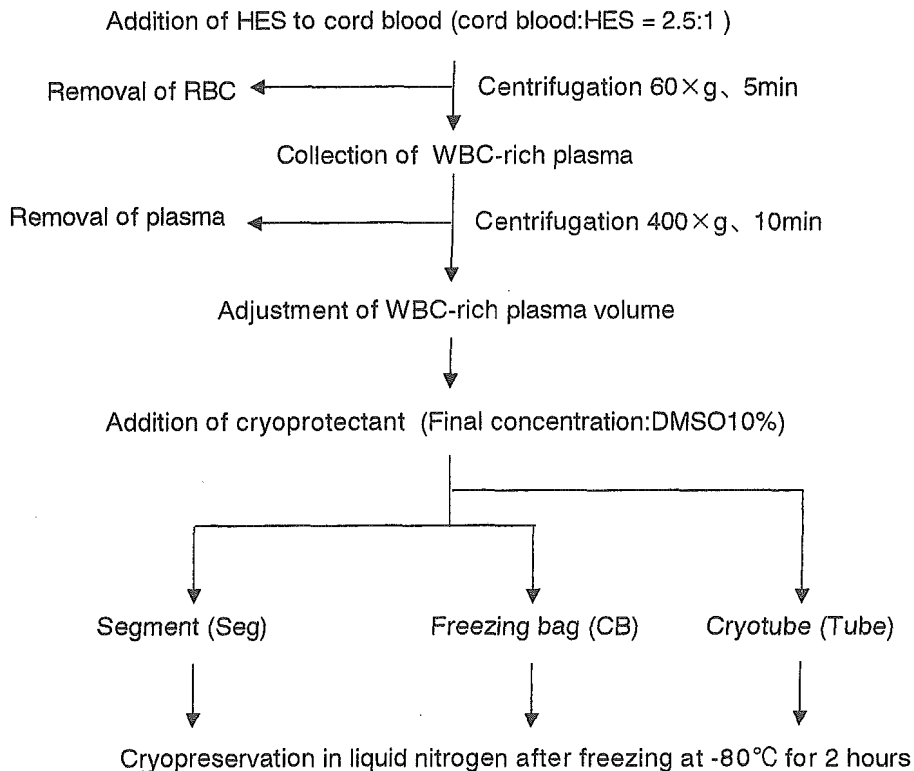 Addition of HES to cord blood (cord blood:HES = 2.5:1 )
Removal of RBC
Centrifugation 60×g、5min
Collection of WBC-rich plasma
Removal of plasma
Centrifugation 400×g、10min
Adjustment of WBC-rich plasma volume
Addition of cryoprotectant (Final concentration:DMSO10%)
Segment (Seg)
Freezing bag (CB)
Cryotube (Tube)
Cryopreservation in liquid nitrogen after freezing at -80℃ for 2 hours